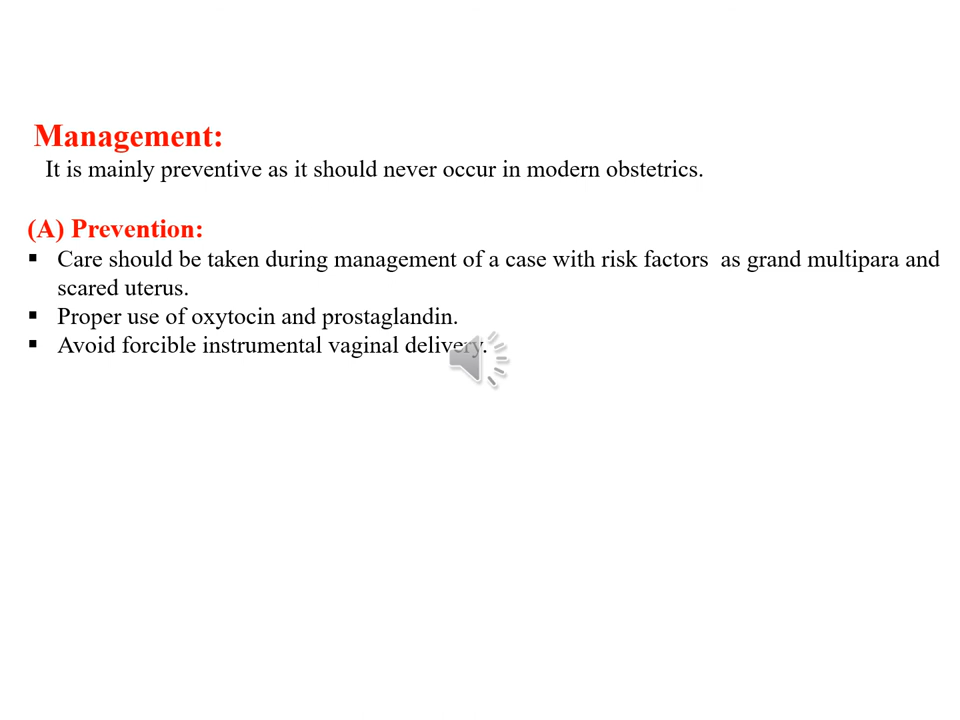 Management:
It is mainly preventive as it should never occur in modern obstetrics.
(A) Prevention:
▪ Care should be taken during management of a case with risk factors as grand multipara and
scared uterus.
▪ Proper use of oxytocin and prostaglandin.
▪ Avoid forcible instrumental vaginal delivery.